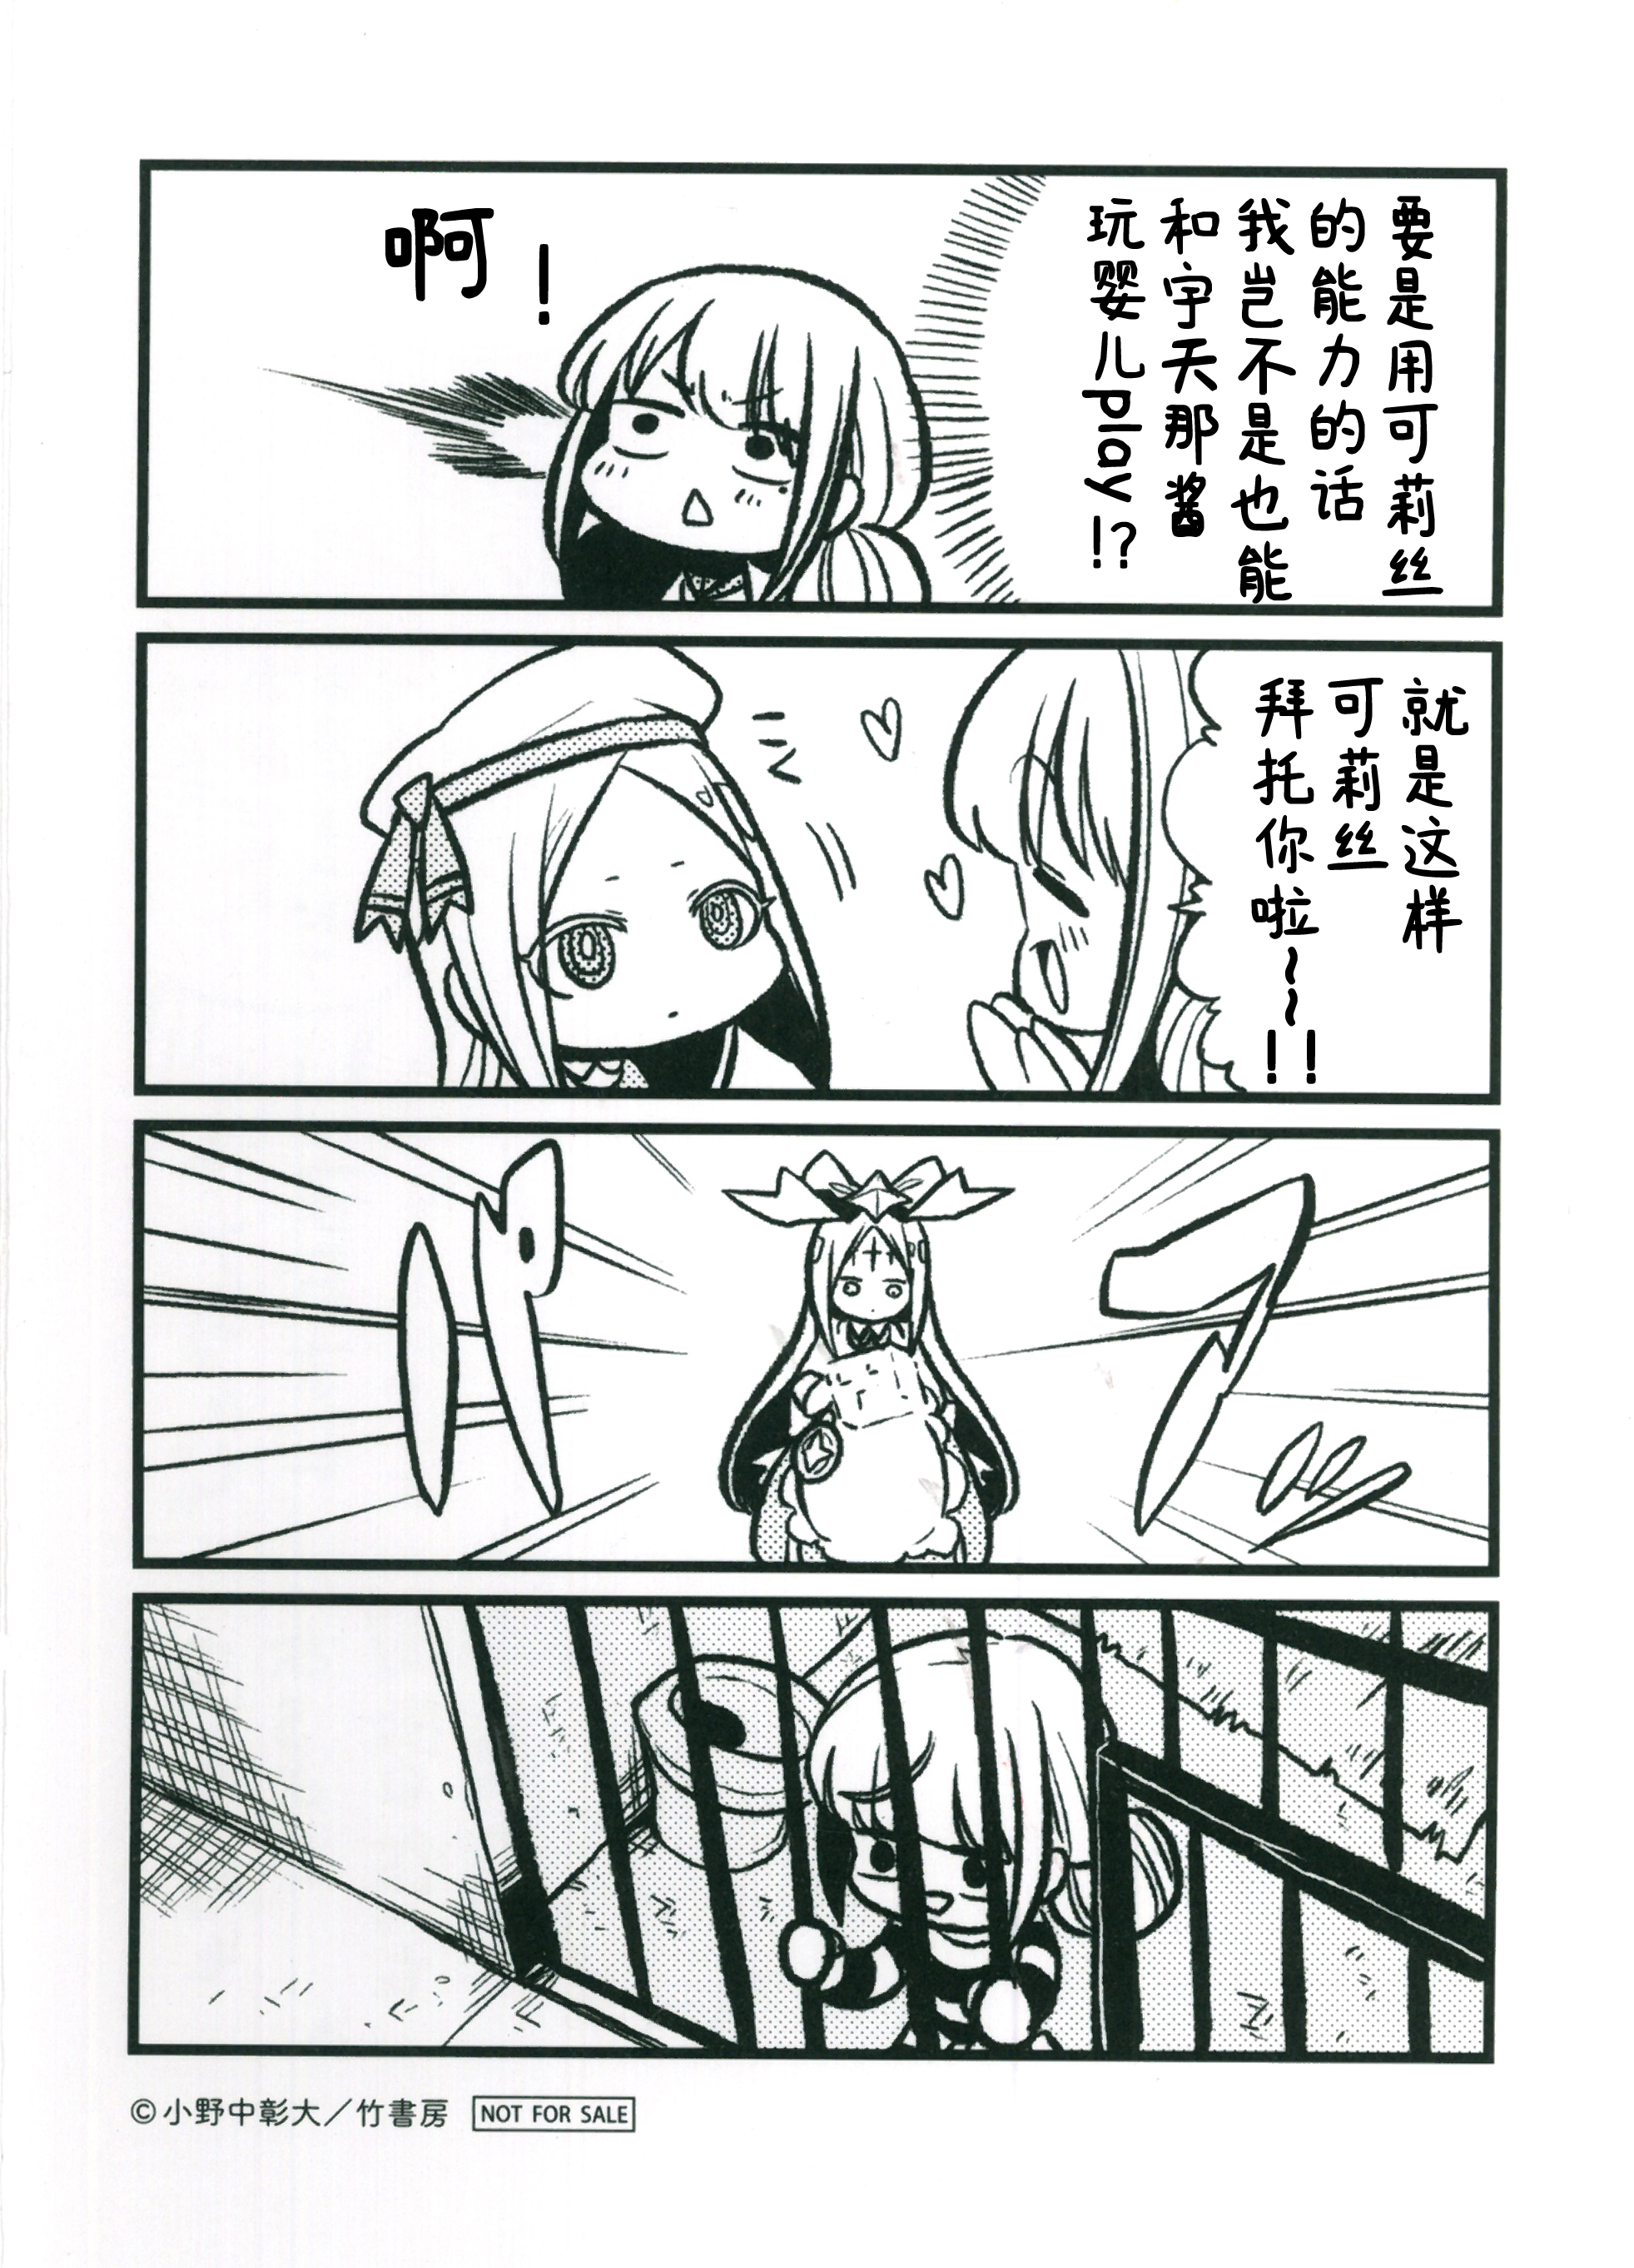 要是用可莉丝
的能力的话
我岂不是也能
和宇天那酱
玩婴儿play!?
啊!
就是这样
可莉丝
拜托你啦~~!!
パッ
©小野中彰大/竹書房 NOT FOR SALE